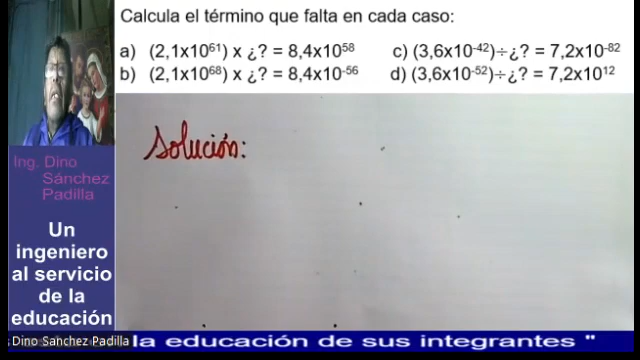 Calcula el término que falta en cada caso:
a) (2,1x10⁶¹) x ¿? = 8,4x10⁵⁸ c) (3,6x10⁻⁴²)÷¿? = 7,2x10⁻⁸²
b) (2,1x10⁶⁸) x ¿? = 8,4x10⁻⁵⁶ d) (3,6x10⁻⁵²)÷¿? = 7,2x10¹²
Solución:
Ing. Dino
Sánchez
Padilla
Un
ingeniero
al servicio
de la
educación
Dino Sanchez Padilla
la educación de sus integrantes "